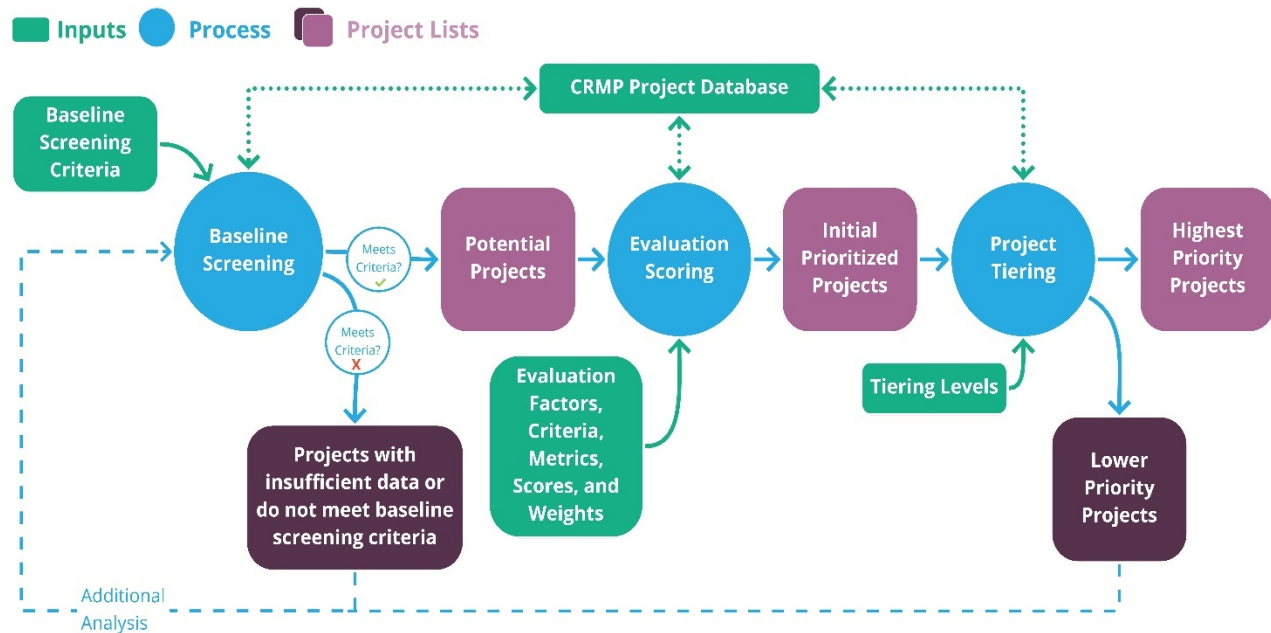 Inputs
Process
Project Lists
CRMP Project Database
Baseline
Screening
Criteria
Baseline
Screening
Meets
Criteria?
Potential
Projects
Evaluation
Scoring
Initial
Prioritized
Projects
Project
Tiering
Highest
Priority
Projects
Meets
Criteria?
X
Evaluation
Factors,
Criteria,
Metrics,
Scores, and
Weights
Tiering Levels
Projects with
insufficient data or
do not meet baseline
screening criteria
Lower
Priority
Projects
Additional
Analysis